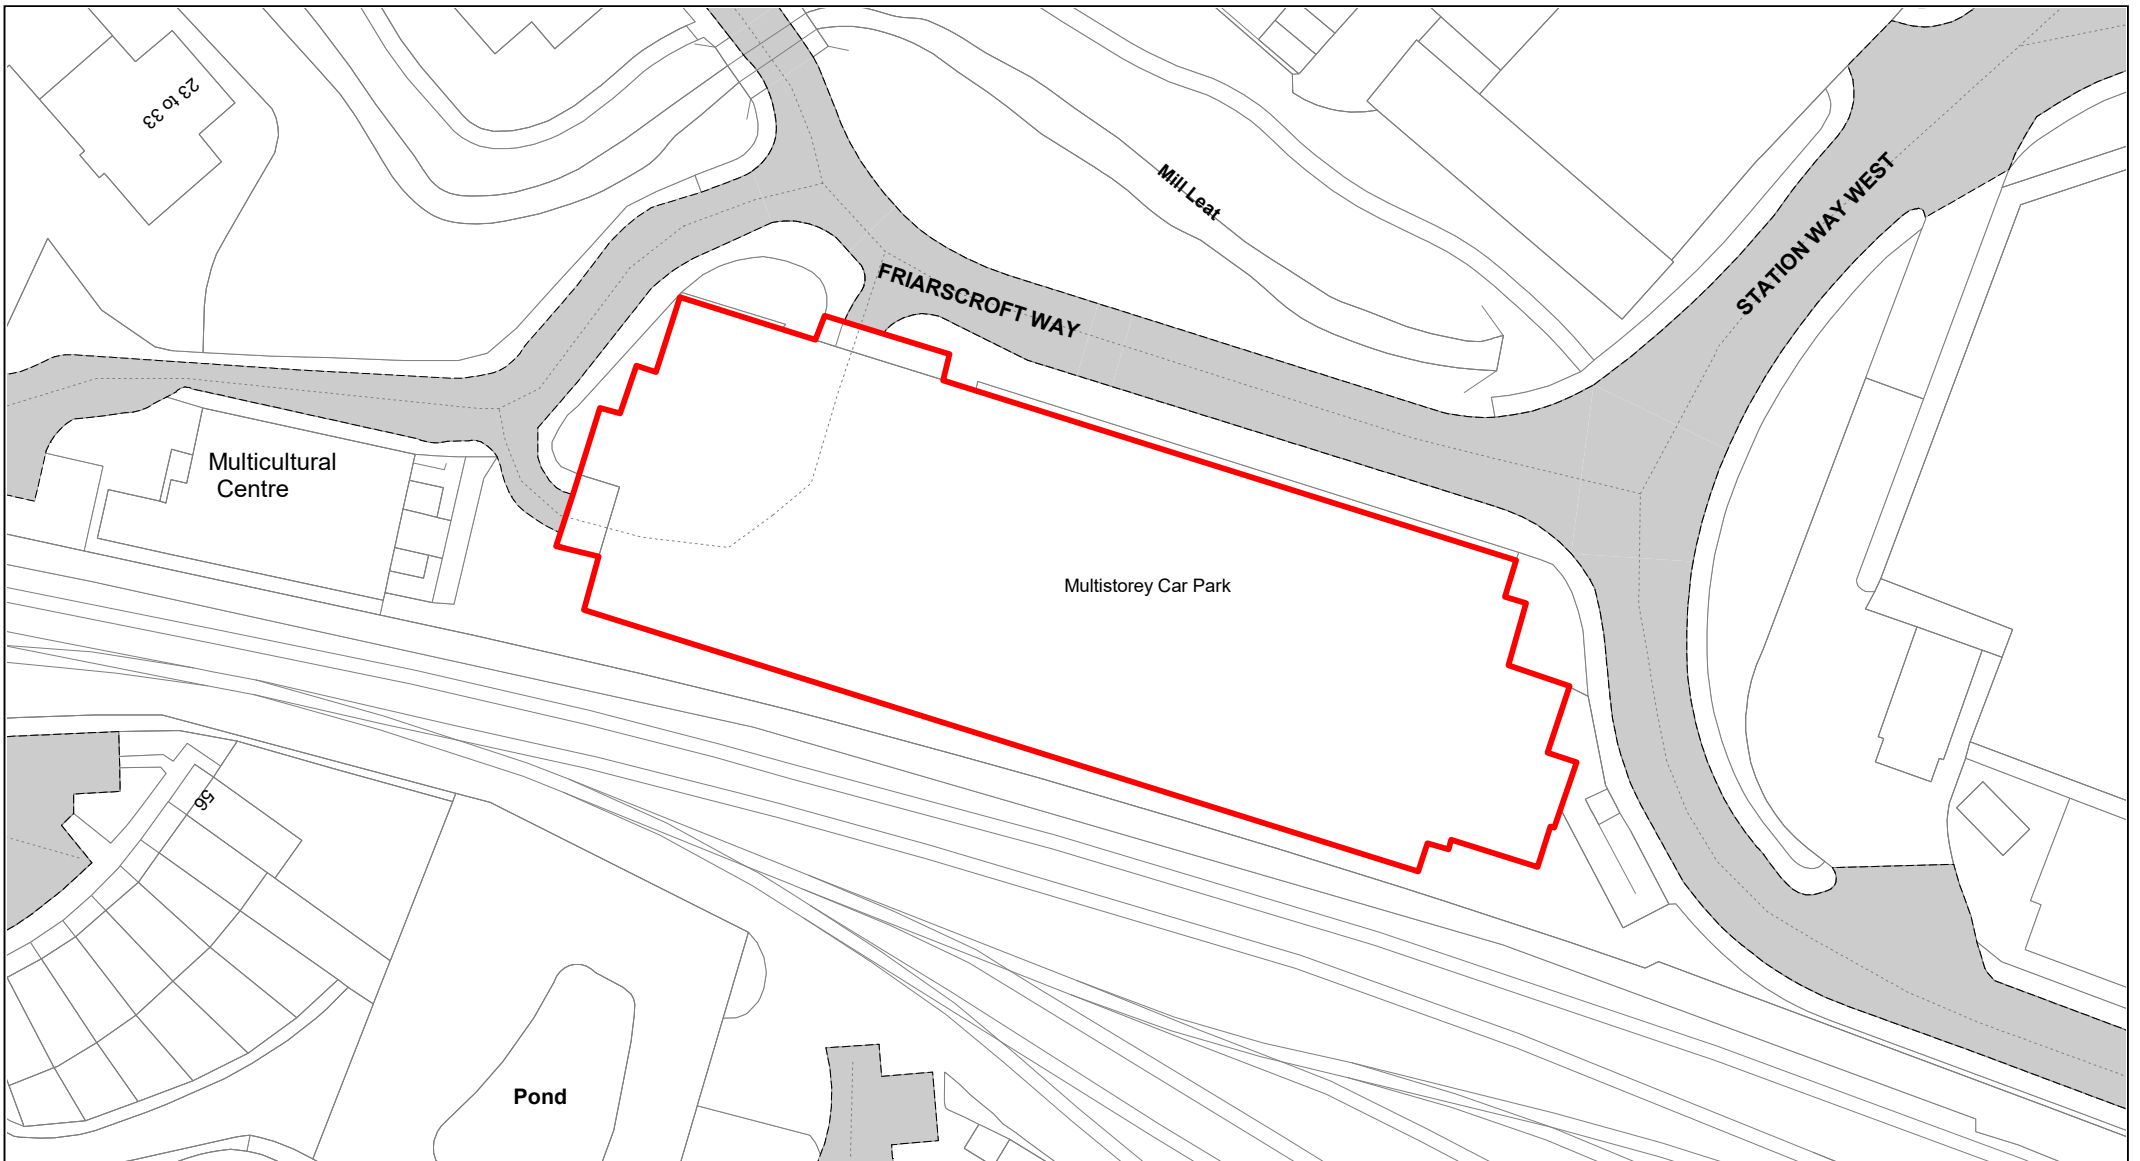 23 to 33
Mill Leat
STATION WAY WEST
FRIARSCROFT WAY
Multicultural
Centre
Multistorey Car Park
56
Pond